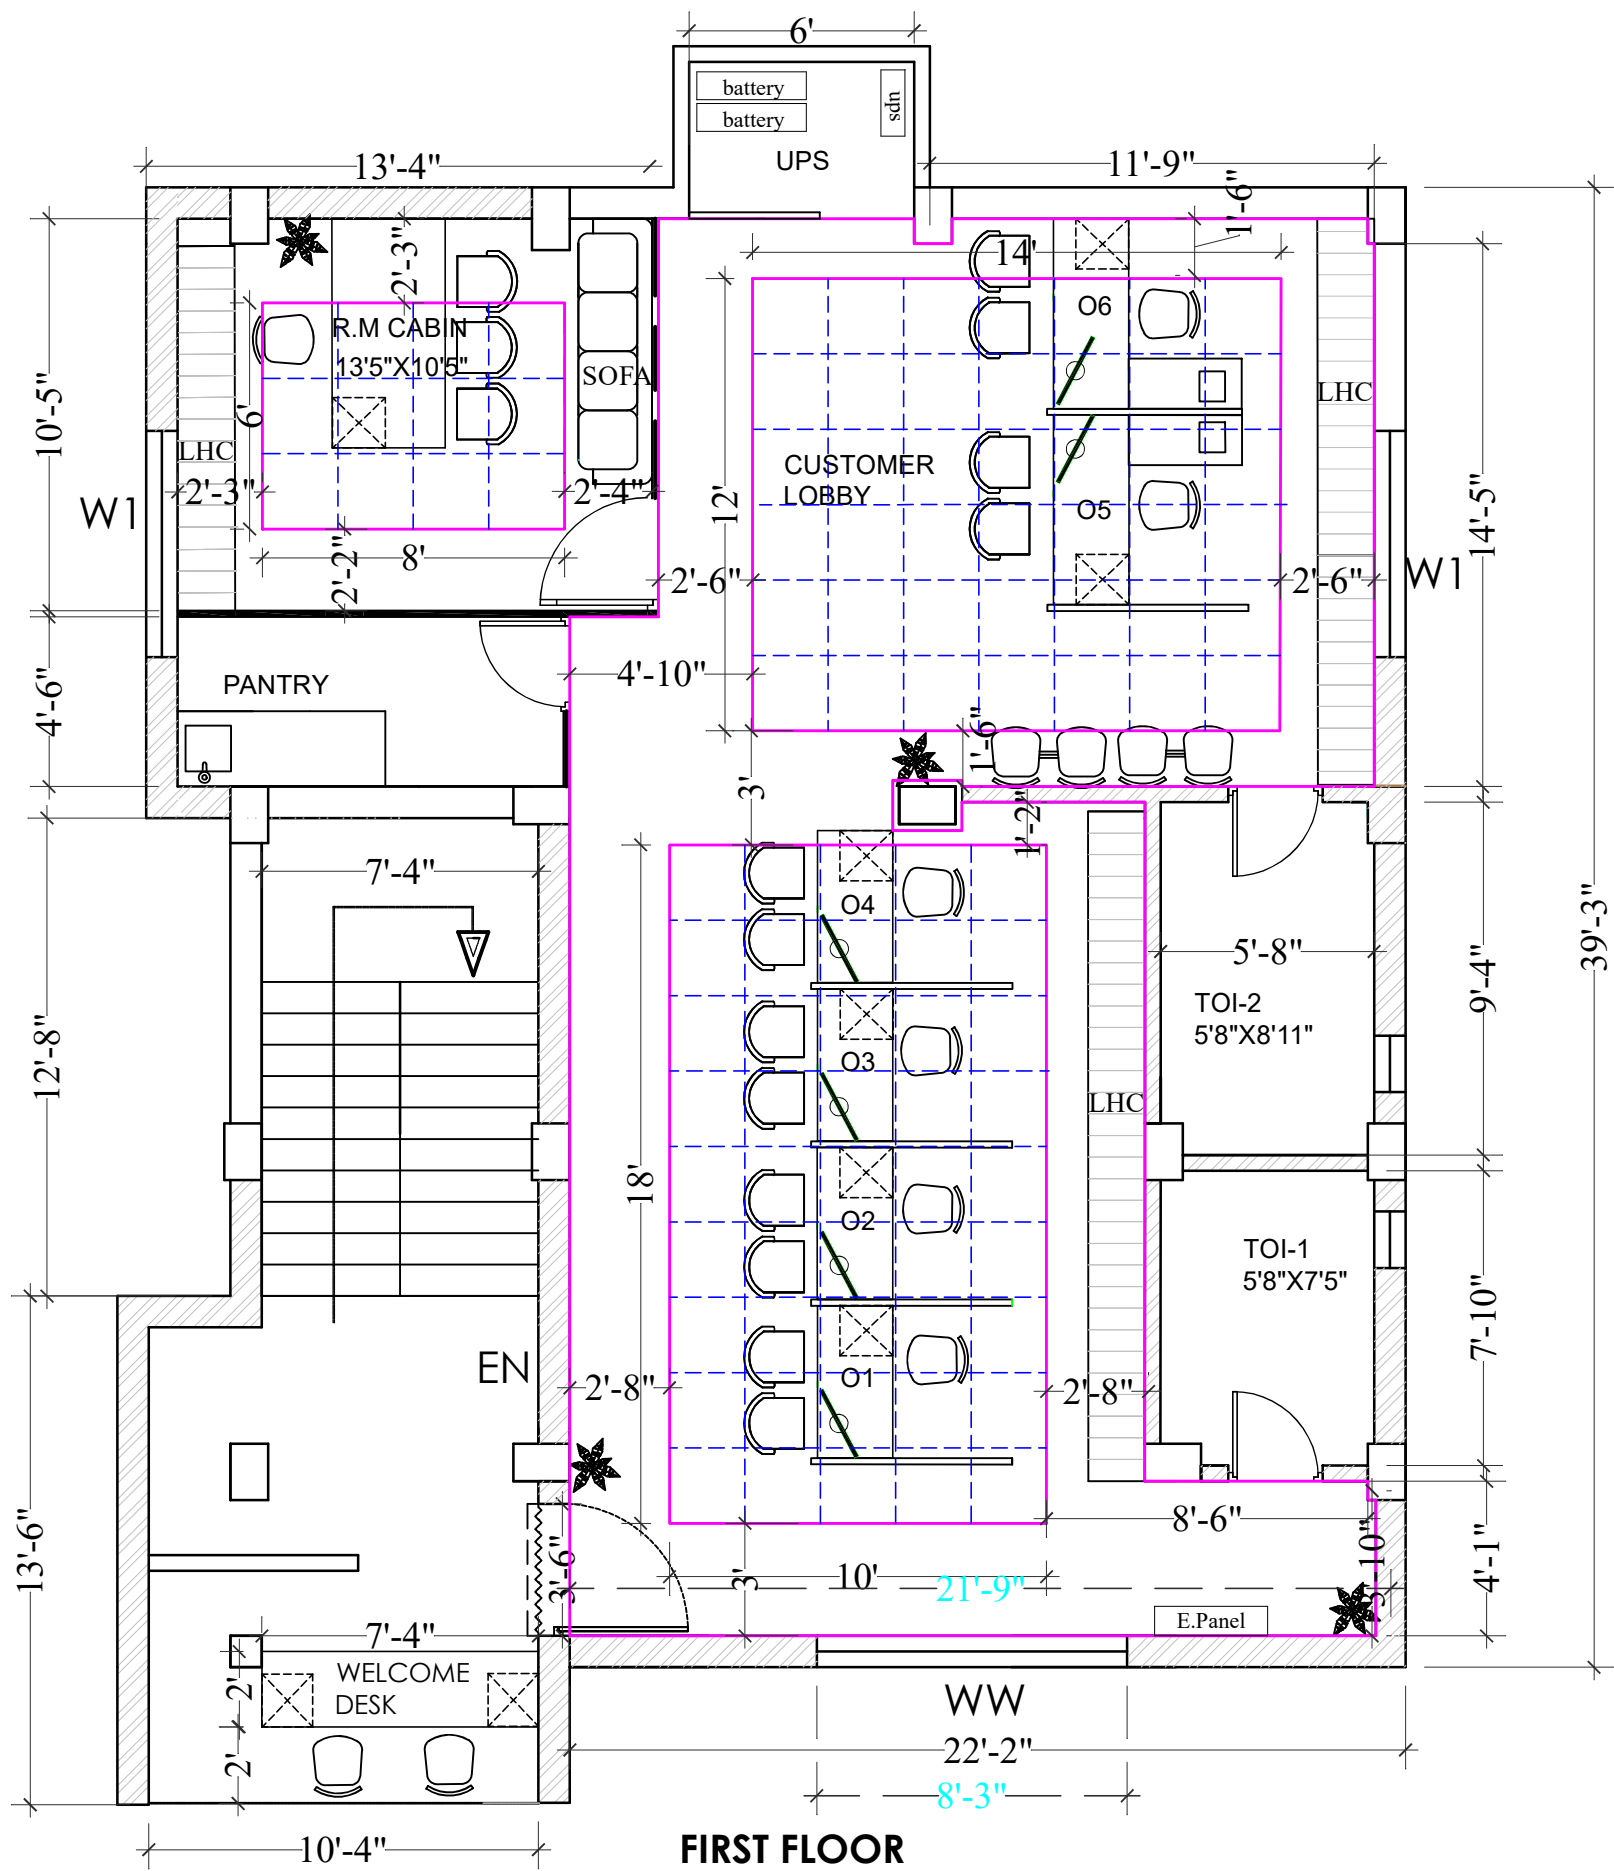 6'
battery
battery
ups
UPS
13'-4"
11'-9"
1'-6"
2'-3"
14'
R.M CABIN
13'5"X10'5"
SOFA
O6
LHC
10'-5"
6'
LHC
2'-3"
2'-4"
W1
8'
2'-2"
CUSTOMER
LOBBY
12'
O5
2'-6"
2'-6"
W1
14'-5"
4'-10"
4'-6"
PANTRY
1'-6"
3'
1'-2"
7'-4"
O4
5'-8"
TOI-2
5'8"X8'11"
9'-4"
39'-3"
12'-8"
O3
LHC
18'
O2
TOI-1
5'8"X7'5"
7'-10"
EN
2'-8"
O1
2'-8"
13'-6"
8'-6"
3'-6"
3'
10'
21'-9"
3'-10"
4'-1"
E.Panel
7'-4"
WELCOME
DESK
2'
2'
WW
22'-2"
8'-3"
10'-4"
FIRST FLOOR